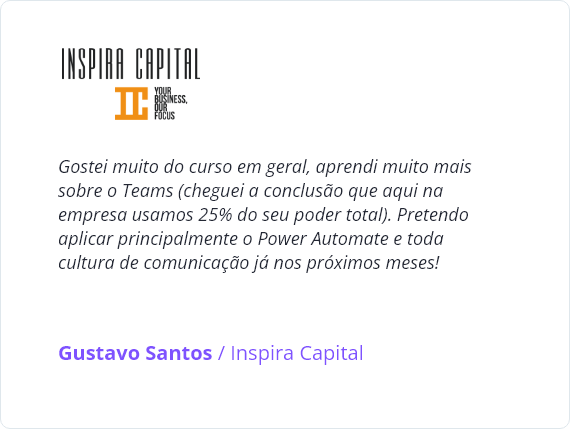 INSPIRA CAPITAL
IC
YOUR
BUSINESS,
OUR
FOCUS
Gostei muito do curso em geral, aprendi muito mais
sobre o Teams (cheguei a conclusão que aqui na
empresa usamos 25% do seu poder total). Pretendo
aplicar principalmente o Power Automate e toda
cultura de comunicação já nos próximos meses!
Gustavo Santos / Inspira Capital